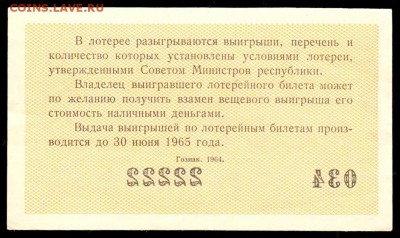 COINS.LAVE.RU
В лотерее разыгрываются выигрыши, перечень и
количество которых установлены условиями лотереи,
утвержденными Советом Министров республики.
Владелец выигравшего лотерейного билета может
по желанию получить взамен вещевого выигрыша его
стоимость наличными деньгами.
Выдача выигрышей по лотерейным билетам произ-
водится до 30 июня 1965 года.
Гознак. 1964.
22222 034